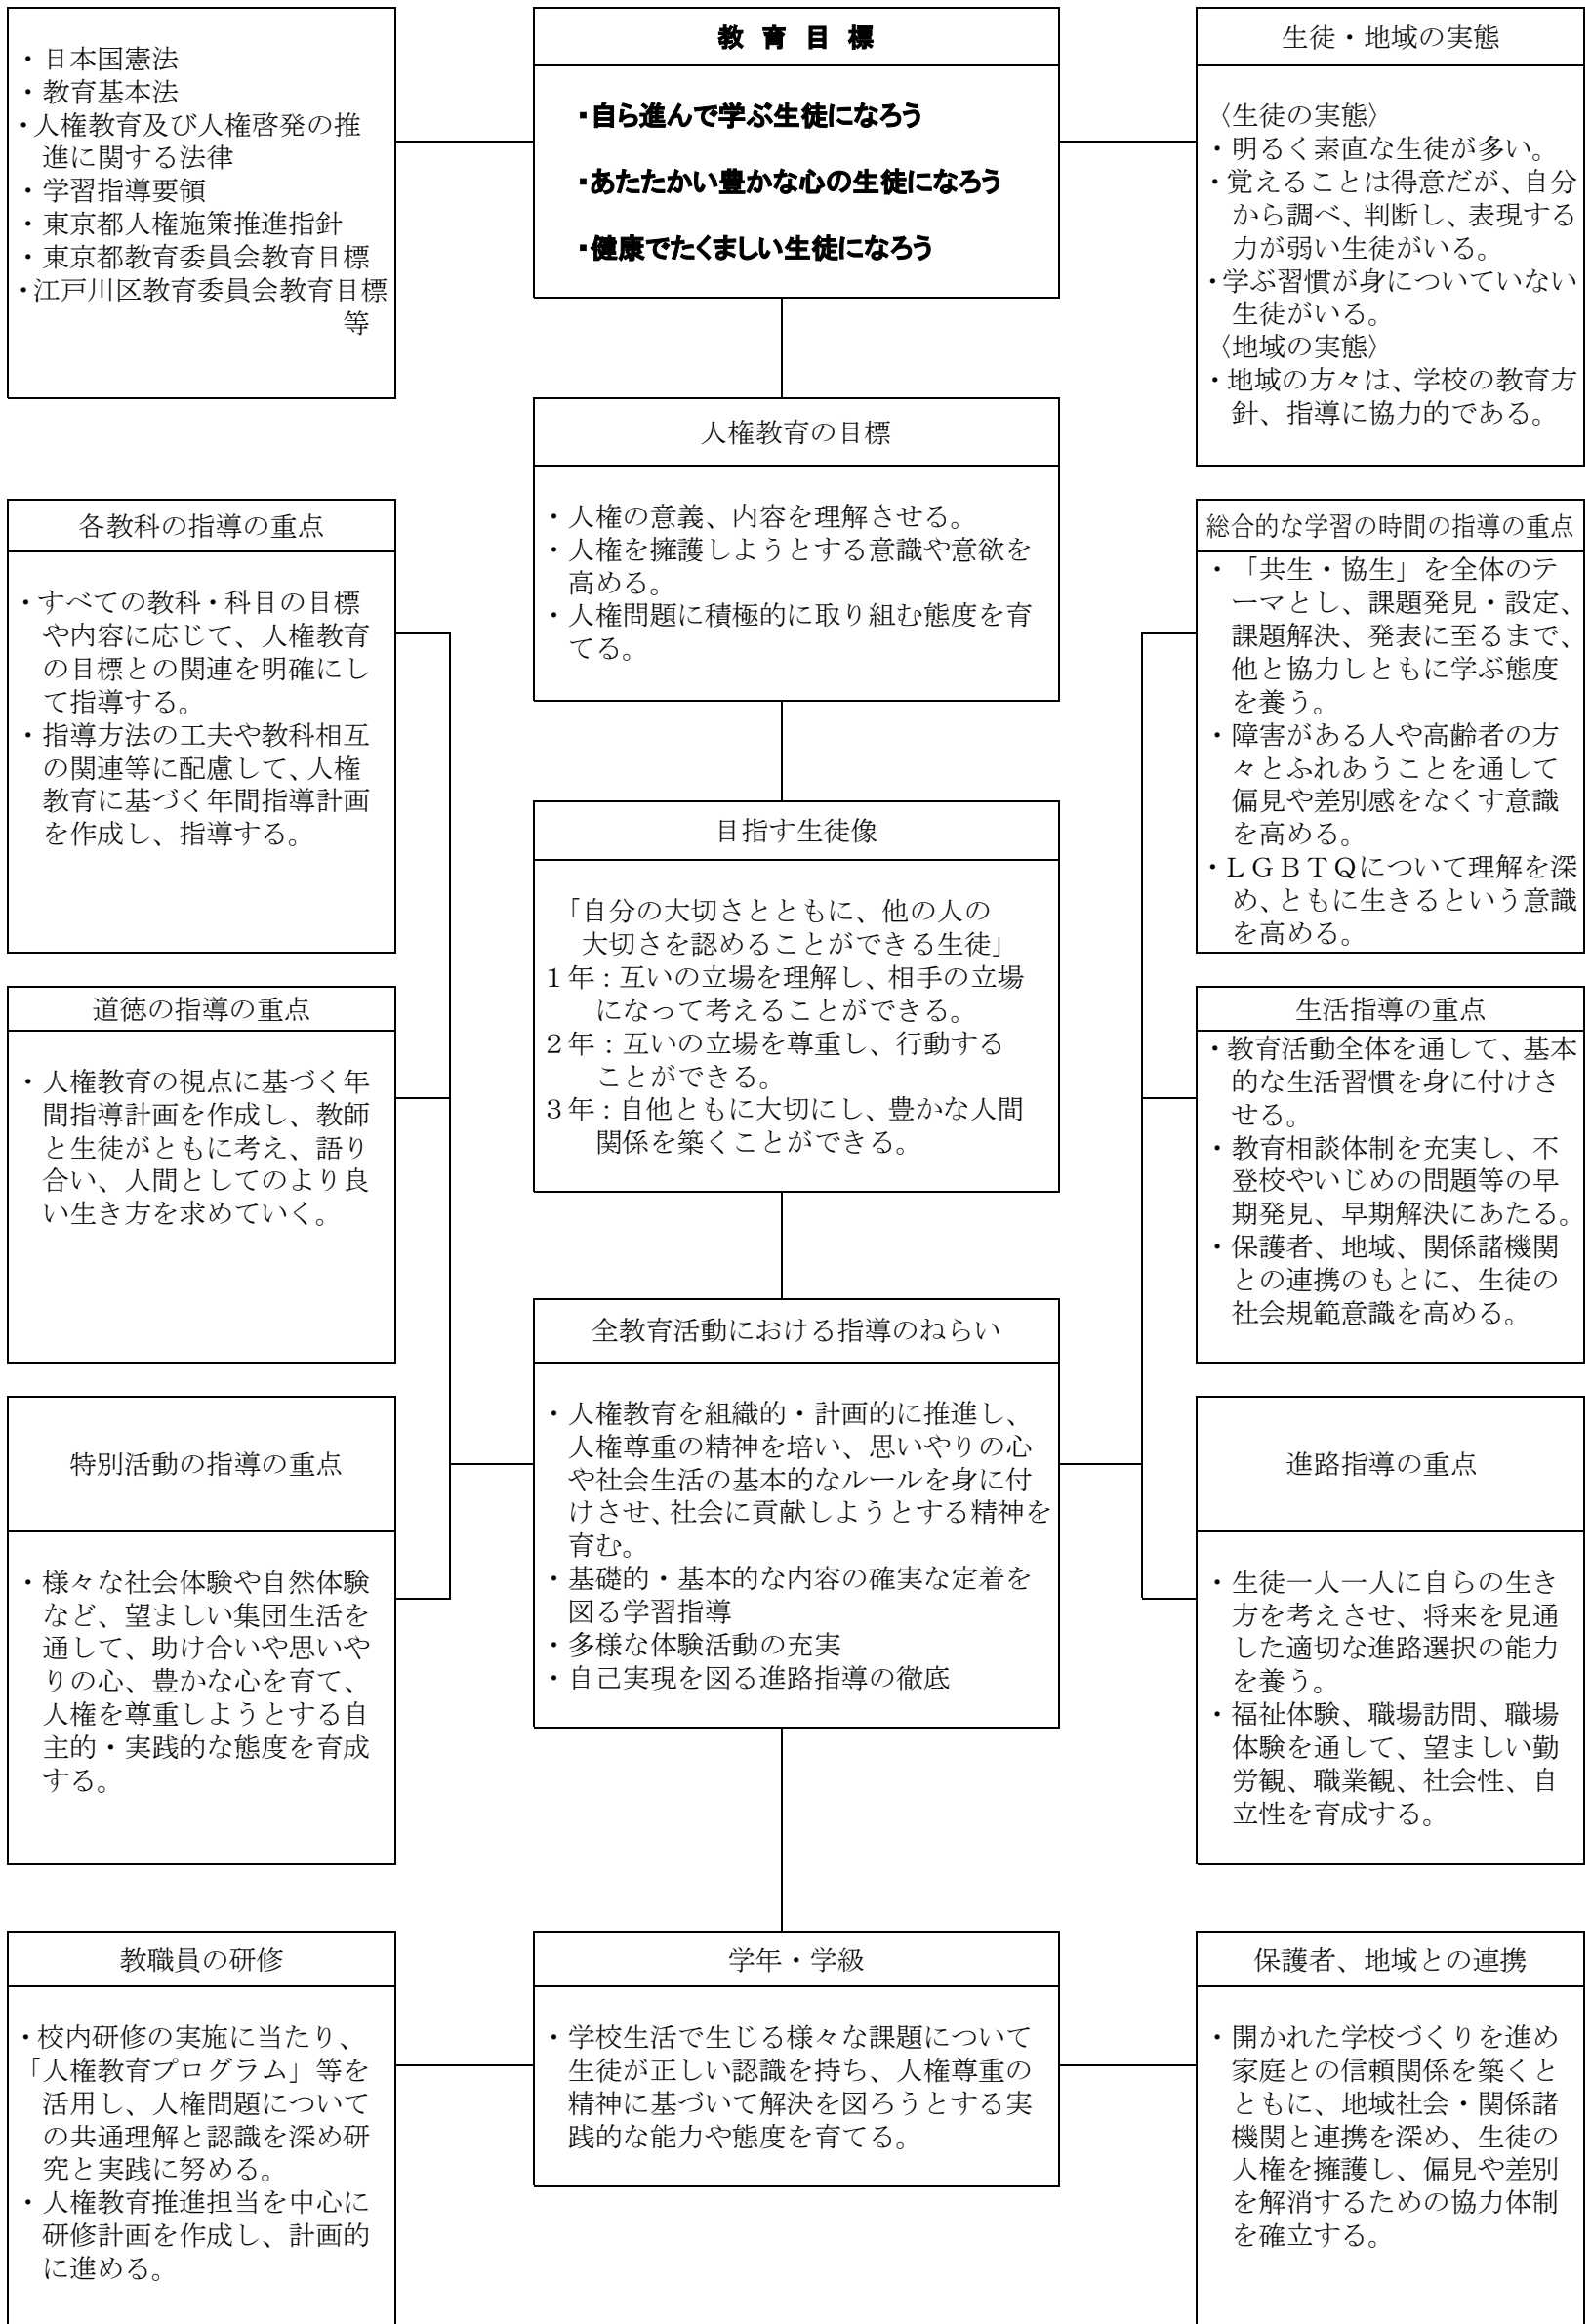 ・日本国憲法
・教育基本法
・人権教育及び人権啓発の推
進に関する法律
・学習指導要領
・東京都人権施策推進指針
・東京都教育委員会教育目標
・江戸川区教育委員会教育目標
等
教 育 目 標
・自ら進んで学ぶ生徒になろう
・あたたかい豊かな心の生徒になろう
・健康でたくましい生徒になろう
生徒・地域の実態
〈生徒の実態〉
・明るく素直な生徒が多い。
・覚えることは得意だが、自分
から調べ、判断し、表現する
力が弱い生徒がいる。
・学ぶ習慣が身についていない
生徒がいる。
〈地域の実態〉
・地域の方々は、学校の教育方
針、指導に協力的である。
人権教育の目標
・人権の意義、内容を理解させる。
・人権を擁護しようとする意識や意欲を
高める。
・人権問題に積極的に取り組む態度を育
てる。
各教科の指導の重点
・すべての教科・科目の目標
や内容に応じて、人権教育
の目標との関連を明確にし
て指導する。
・指導方法の工夫や教科相互
の関連等に配慮して、人権
教育に基づく年間指導計画
を作成し、指導する。
総合的な学習の時間の指導の重点
・「共生・協生」を全体のテ
ーマとし、課題発見・設定、
課題解決、発表に至るまで、
他と協力しともに学ぶ態度
を養う。
・障害がある人や高齢者の方
々とふれあうことを通して
偏見や差別感をなくす意識
を高める。
・ＬＧＢＴＱについて理解を深
め、ともに生きるという意識
を高める。
目指す生徒像
「自分の大切さとともに、他の人の
大切さを認めることができる生徒」
１年：互いの立場を理解し、相手の立場
になって考えることができる。
２年：互いの立場を尊重し、行動する
ことができる。
３年：自他ともに大切にし、豊かな人間
関係を築くことができる。
道徳の指導の重点
・人権教育の視点に基づく年
間指導計画を作成し、教師
と生徒がともに考え、語り
合い、人間としてのより良
い生き方を求めていく。
生活指導の重点
・教育活動全体を通して、基本
的な生活習慣を身に付けさ
せる。
・教育相談体制を充実し、不
登校やいじめの問題等の早
期発見、早期解決にあたる。
・保護者、地域、関係諸機関
との連携のもとに、生徒の
社会規範意識を高める。
全教育活動における指導のねらい
・人権教育を組織的・計画的に推進し、
人権尊重の精神を培い、思いやりの心
や社会生活の基本的なルールを身に付
けさせ、社会に貢献しようとする精神を
育む。
・基礎的・基本的な内容の確実な定着を
図る学習指導
・多様な体験活動の充実
・自己実現を図る進路指導の徹底
特別活動の指導の重点
・様々な社会体験や自然体験
など、望ましい集団生活を
通して、助け合いや思いや
りの心、豊かな心を育て、
人権を尊重しようとする自
主的・実践的な態度を育成
する。
進路指導の重点
・生徒一人一人に自らの生き
方を考えさせ、将来を見通
した適切な進路選択の能力
を養う。
・福祉体験、職場訪問、職場
体験を通して、望ましい勤
労観、職業観、社会性、自
立性を育成する。
教職員の研修
・校内研修の実施に当たり、
「人権教育プログラム」等を
活用し、人権問題について
の共通理解と認識を深め研
究と実践に努める。
・人権教育推進担当を中心に
研修計画を作成し、計画的
に進める。
学年・学級
・学校生活で生じる様々な課題について
生徒が正しい認識を持ち、人権尊重の
精神に基づいて解決を図ろうとする実
践的な能力や態度を育てる。
保護者、地域との連携
・開かれた学校づくりを進め
家庭との信頼関係を築くと
ともに、地域社会・関係諸
機関と連携を深め、生徒の
人権を擁護し、偏見や差別
を解消するための協力体制
を確立する。